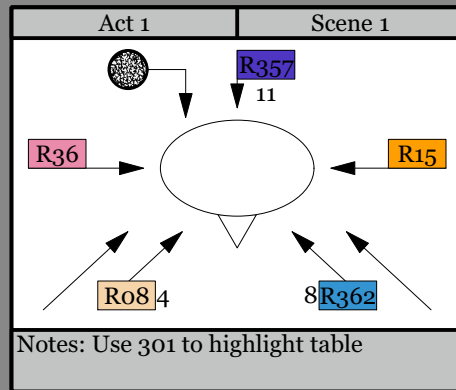 Act 1
Scene 1
R357
11
R36
R15
R08 4
8 R362
Notes: Use 301 to highlight table